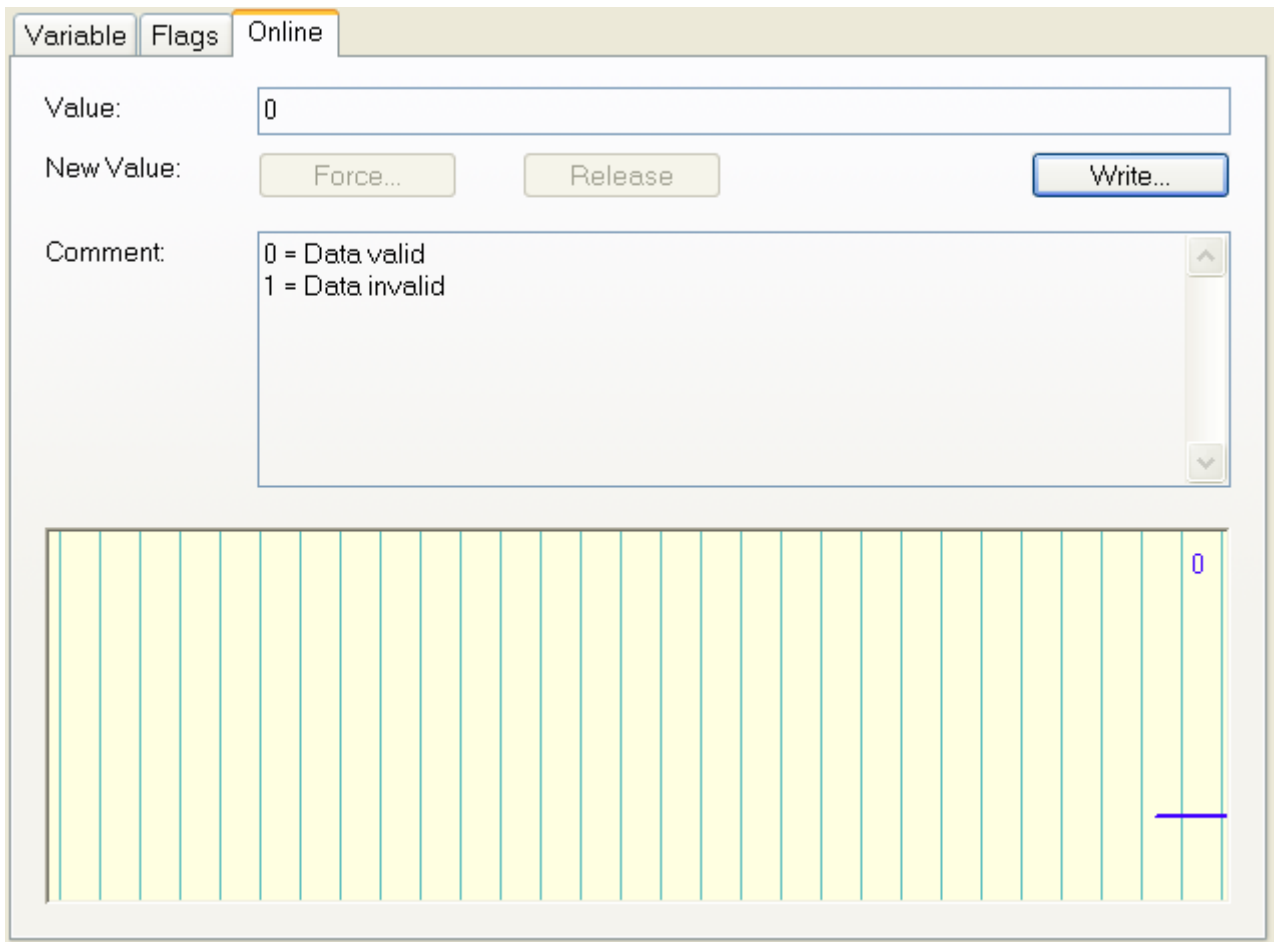 Variable Flags Online
Value: 0
New Value: Force... Release Write...
Comment: 0 = Data valid
1 = Data invalid
0